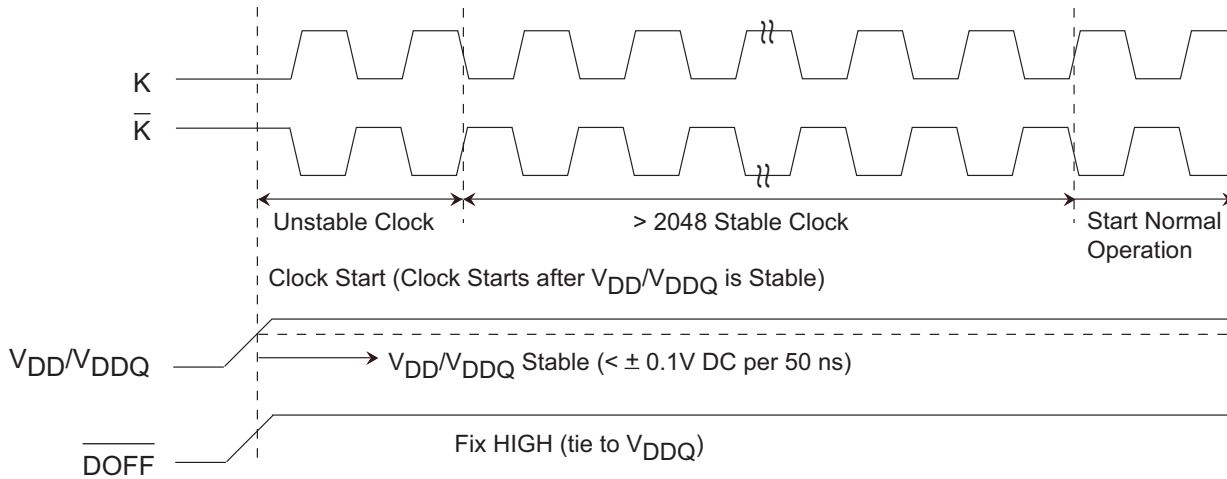 K
K̅
Unstable Clock
> 2048 Stable Clock
Start Normal
Operation
Clock Start (Clock Starts after VDD/VDDQ is Stable)
VDD/VDDQ
VDD/VDDQ Stable (< ± 0.1V DC per 50 ns)
D̅O̅F̅F̅
Fix HIGH (tie to VDDQ)